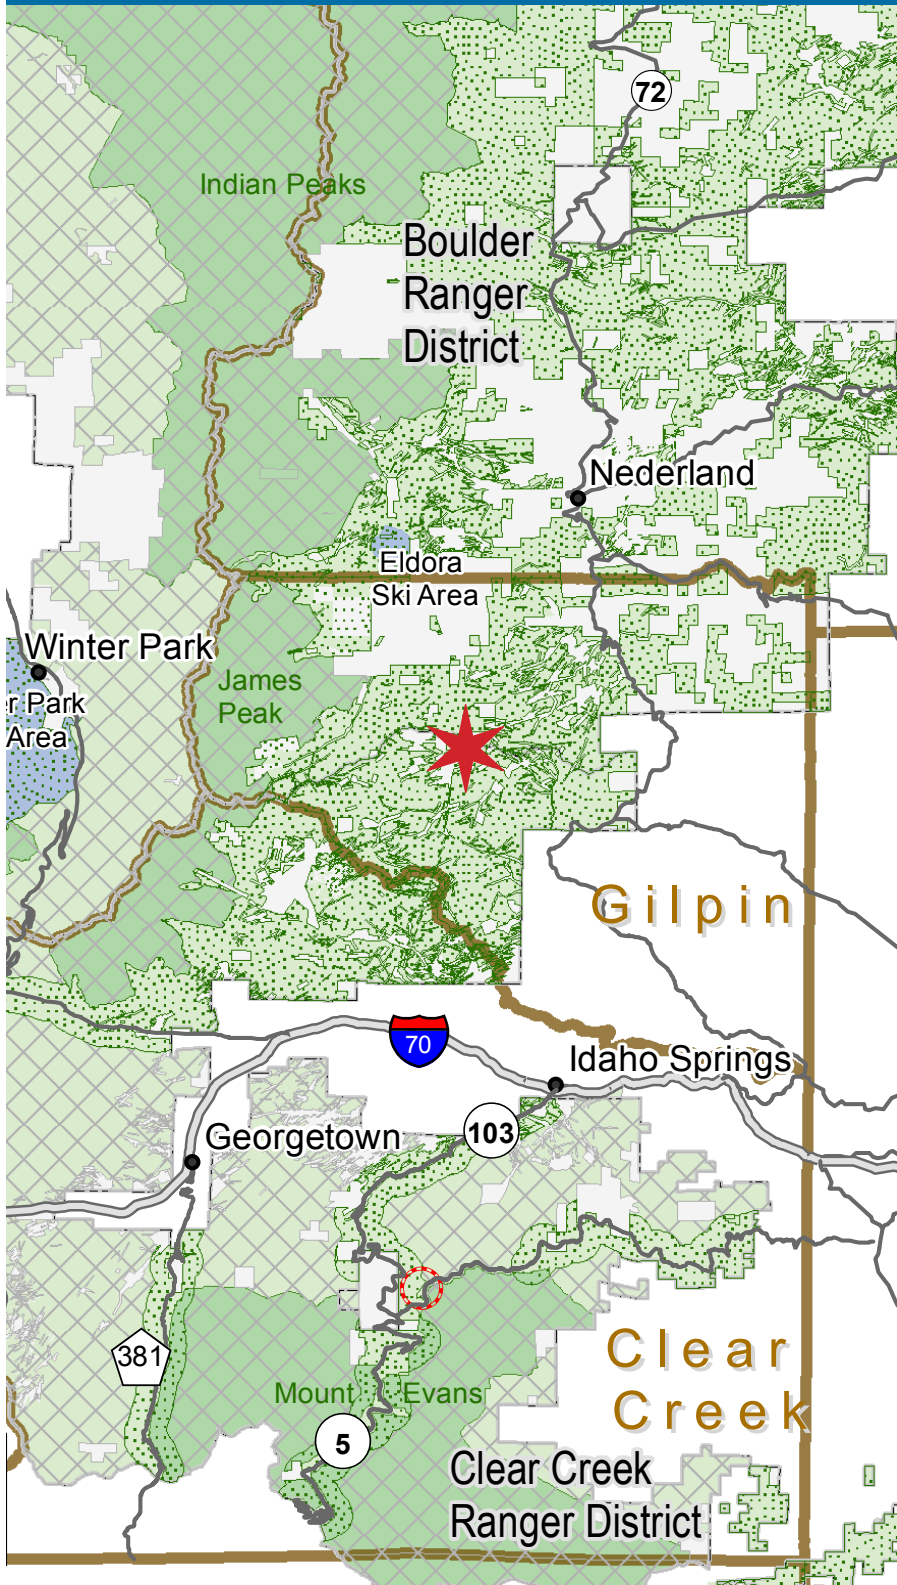 72
Indian Peaks
Boulder
Ranger
District
Nederland
Eldora
Ski Area
Winter Park
er Park
Area
James
Peak
Gilpin
70
Idaho Springs
103
Georgetown
381
Clear
Creek
Mount Evans
5
Clear Creek
Ranger District